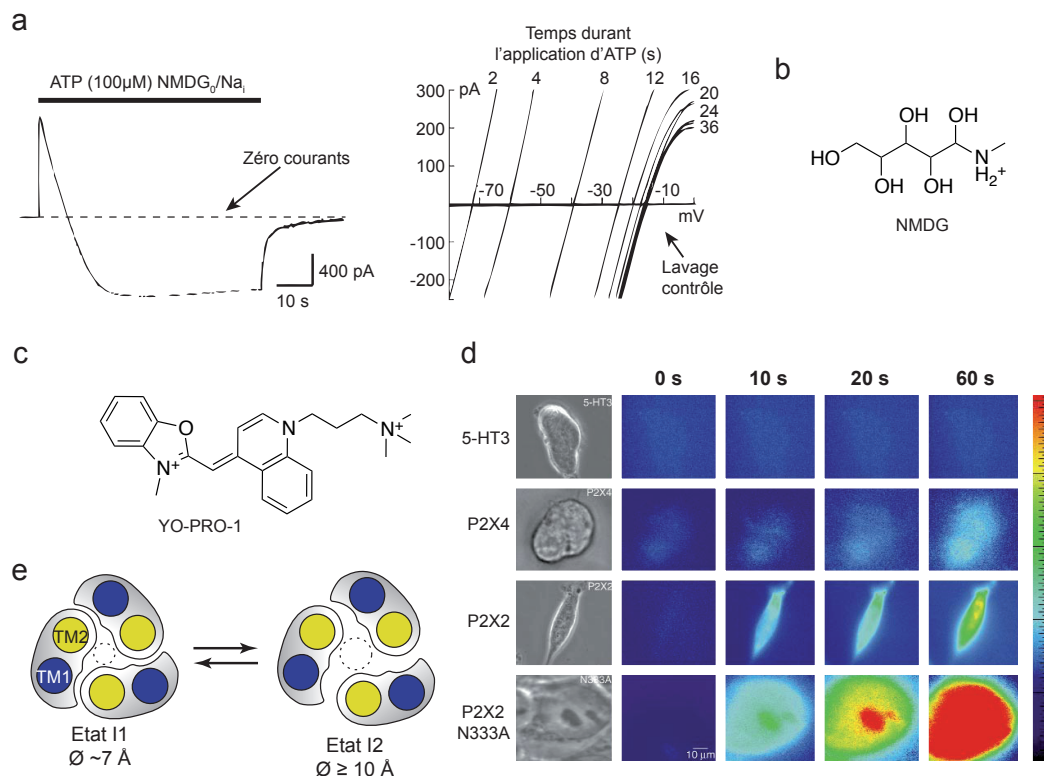 a
ATP (100µM) NMDG₀/Naᵢ
Zéro courants
400 pA
10 s
Temps durant
l'application d'ATP (s)
2 4 8 12 16
20
24
36
300 pA
200
100
0
-100
-200
-70 -50 -30 -10
mV
Lavage
contrôle
b
OH OH
HO
OH OH
N
H₂⁺
NMDG
c
O
N
N⁺
N⁺
YO-PRO-1
d
0 s 10 s 20 s 60 s
5-HT3
5-HT3
P2X4
P2X4
P2X2
P2X2
P2X2
N333A
N333A
10 µm
e
TM2
TM1
Etat I1
Ø ~7 Å
Etat I2
Ø ≥ 10 Å